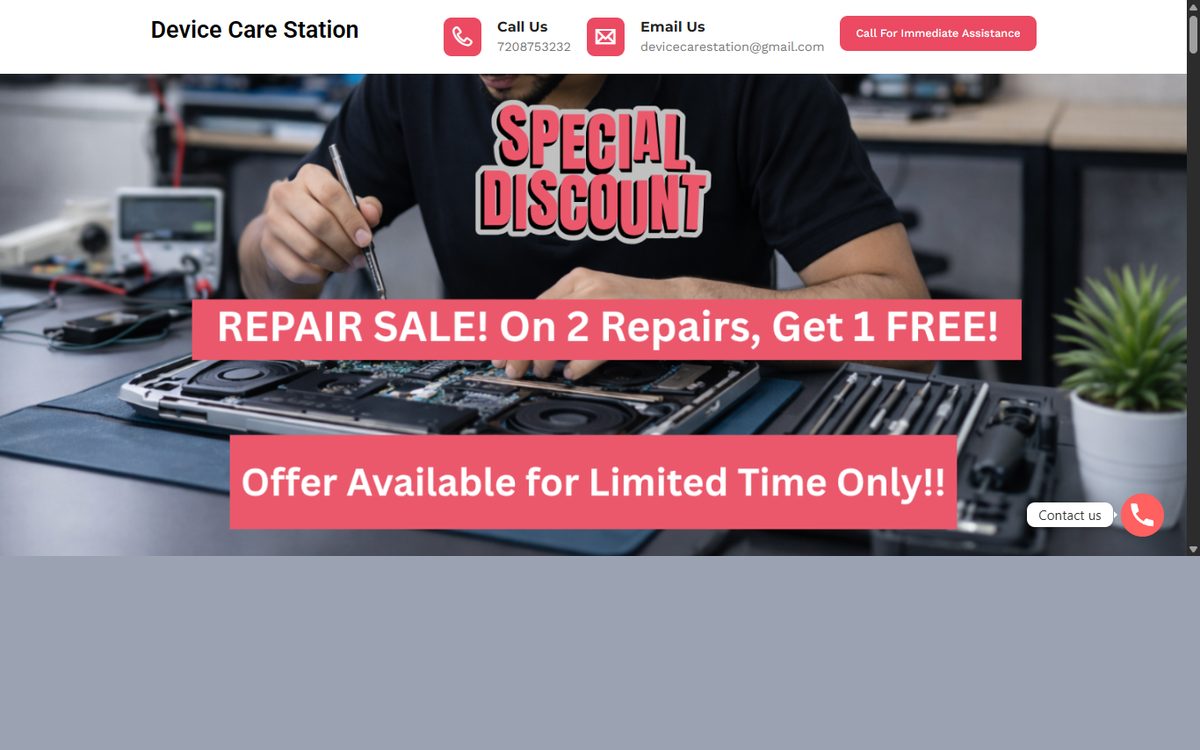 Device Care Station
Call Us
7208753232
Email Us
devicecarestation@gmail.com
Call For Immediate Assistance
SPECIAL
DISCOUNT
REPAIR SALE! On 2 Repairs, Get 1 FREE!
Offer Available for Limited Time Only!!
Contact us